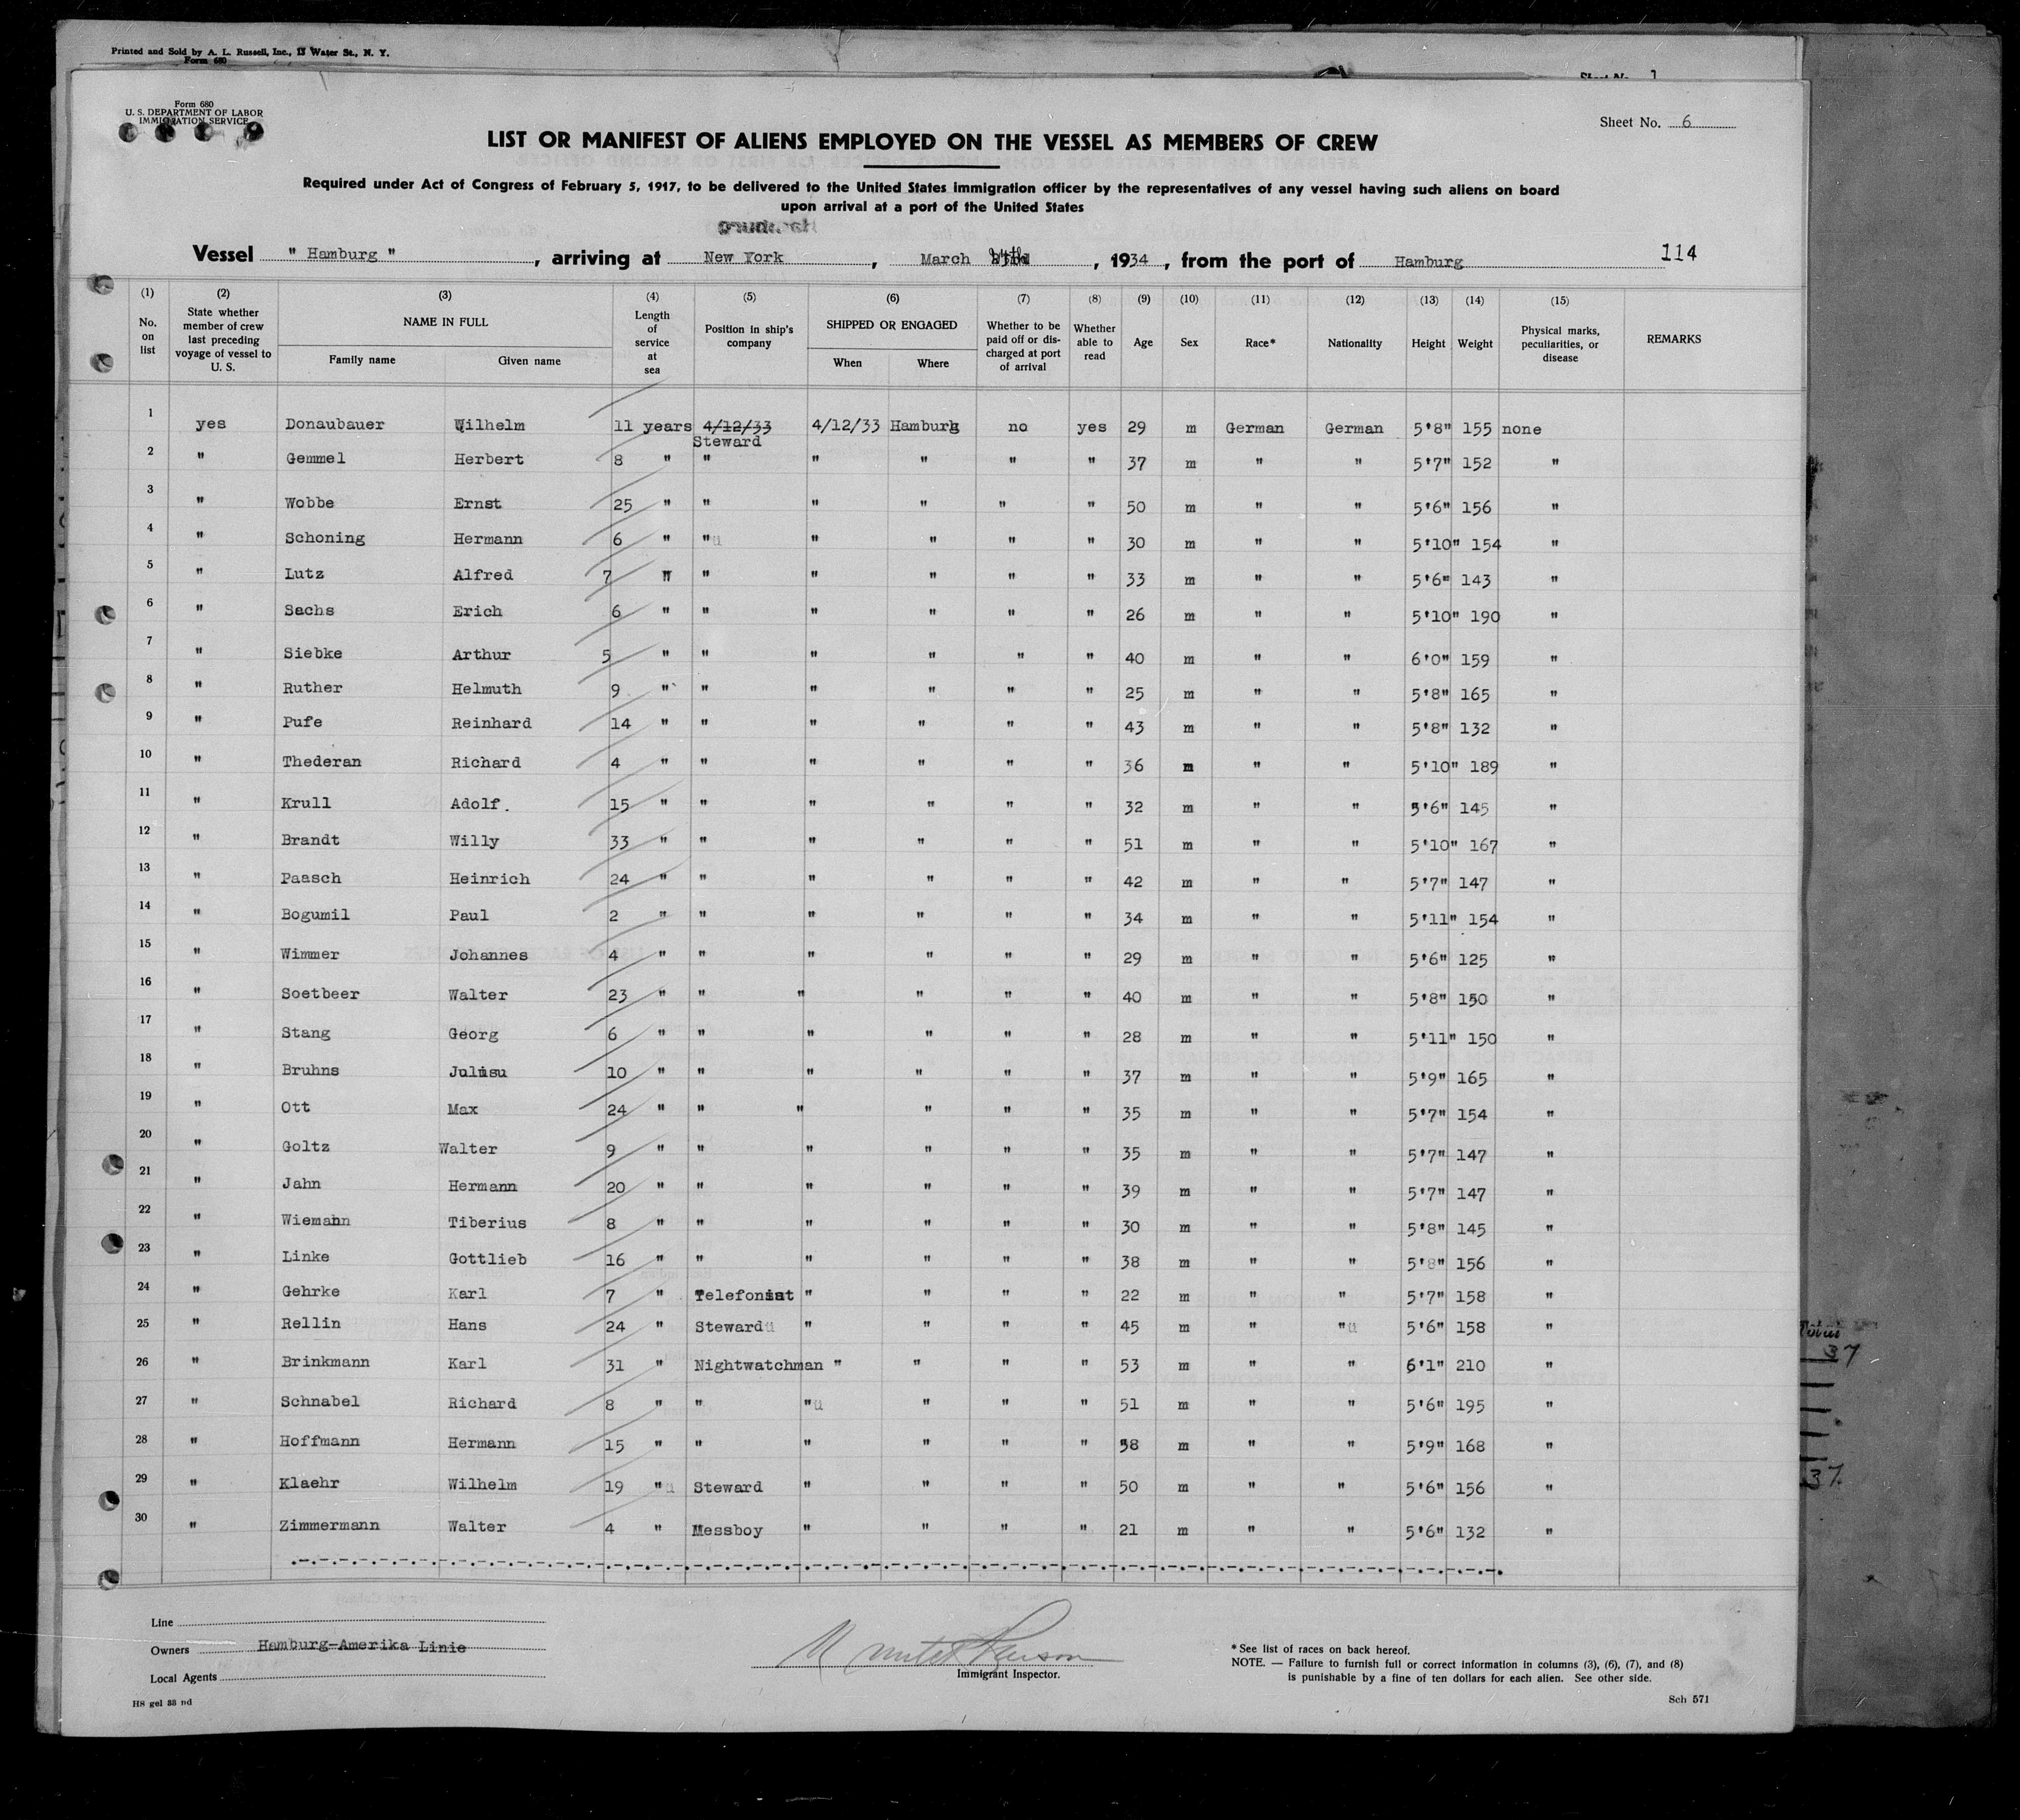 Printed and Sold by A. L. Russell, Inc., 13 Water St., N. Y.
Form 680
Sheet No. 1
Form 680
U. S. DEPARTMENT OF LABOR
IMMIGRATION SERVICE
Sheet No. 6
LIST OR MANIFEST OF ALIENS EMPLOYED ON THE VESSEL AS MEMBERS OF CREW
Required under Act of Congress of February 5, 1917, to be delivered to the United States immigration officer by the representatives of any vessel having such aliens on board
upon arrival at a port of the United States
Vessel " Hamburg ", arriving at New York, March 24th, 1934, from the port of Hamburg 114
(1) (2) (3) (4) (5) (6) (7) (8) (9) (10) (11) (12) (13) (14) (15)
No. on list State whether member of crew last preceding voyage of vessel to U. S. NAME IN FULL Family name Given name Length of service at sea Position in ship's company SHIPPED OR ENGAGED When Where Whether to be paid off or discharged at port of arrival Whether able to read Age Sex Race* Nationality Height Weight Physical marks, peculiarities, or disease REMARKS
1 yes Donaubauer Wilhelm 11 years 4/12/33 Steward 4/12/33 Hamburg no yes 29 m German German 5'8" 155 none
2 " Gemmel Herbert 8 " " " " " " 37 m " " 5'7" 152 "
3 " Wobbe Ernst 25 " " " " " " 50 m " " 5'6" 156 "
4 " Schoning Hermann 6 " " " " " " 30 m " " 5'10" 154 "
5 " Lutz Alfred 7 " " " " " " 33 m " " 5'6" 143 "
6 " Sachs Erich 6 " " " " " " 26 m " " 5'10" 190 "
7 " Siebke Arthur 5 " " " " " " 40 m " " 6'0" 159 "
8 " Ruther Helmuth 9 " " " " " " 25 m " " 5'8" 165 "
9 " Pufe Reinhard 14 " " " " " " 43 m " " 5'8" 132 "
10 " Thederan Richard 4 " " " " " " 36 m " " 5'10" 189 "
11 " Krull Adolf. 15 " " " " " " 32 m " " 5'6" 145 "
12 " Brandt Willy 33 " " " " " " 51 m " " 5'10" 167 "
13 " Paasch Heinrich 24 " " " " " " 42 m " " 5'7" 147 "
14 " Bogumil Paul 2 " " " " " " 34 m " " 5'11" 154 "
15 " Wimmer Johannes 4 " " " " " " 29 m " " 5'6" 125 "
16 " Soetbeer Walter 23 " " " " " " 40 m " " 5'8" 150 "
17 " Stang Georg 6 " " " " " " 28 m " " 5'11" 150 "
18 " Bruhns Julisu 10 " " " " " " 37 m " " 5'9" 165 "
19 " Ott Max 24 " " " " " " 35 m " " 5'7" 154 "
20 " Goltz Walter 9 " " " " " " 35 m " " 5'7" 147 "
21 " Jahn Hermann 20 " " " " " " 39 m " " 5'7" 147 "
22 " Wiemann Tiberius 8 " " " " " " 30 m " " 5'8" 145 "
23 " Linke Gottlieb 16 " " " " " " 38 m " " 5'8" 156 "
24 " Gehrke Karl 7 " Telefonist " " " " 22 m " " 5'7" 158 "
25 " Rellin Hans 24 " Steward " " " " 45 m " " 5'6" 158 "
26 " Brinkmann Karl 31 " Nightwatchman " " " " 53 m " " 6'1" 210 "
27 " Schnabel Richard 8 " " " " " " 51 m " " 5'6" 195 "
28 " Hoffmann Hermann 15 " " " " " " 58 m " " 5'9" 168 "
29 " Klaehr Wilhelm 19 " Steward " " " " 50 m " " 5'6" 156 "
30 " Zimmermann Walter 4 " Messboy " " " " 21 m " " 5'6" 132 "
Total
37
37
Line
Owners Hamburg-Amerika Linie
Local Agents
Immigrant Inspector.
* See list of races on back hereof.
NOTE. — Failure to furnish full or correct information in columns (3), (6), (7), and (8)
is punishable by a fine of ten dollars for each alien. See other side.
HS gel 33 nd
Sch 571